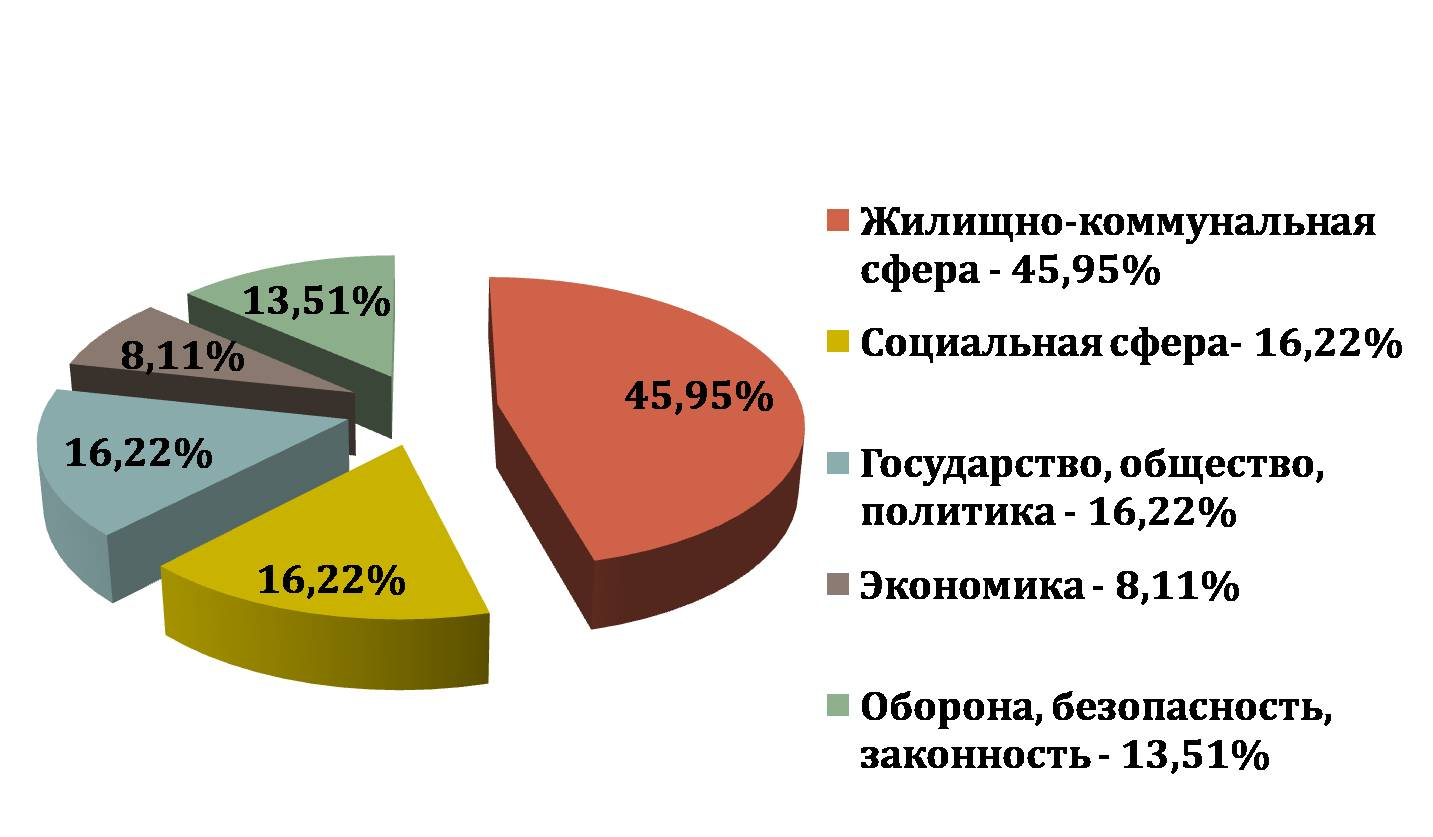 13,51%
8,11%
45,95%
16,22%
16,22%
Жилищно-коммунальная
сфера - 45,95%
Социальная сфера- 16,22%
Государство, общество,
политика - 16,22%
Экономика - 8,11%
Оборона, безопасность,
законность - 13,51%